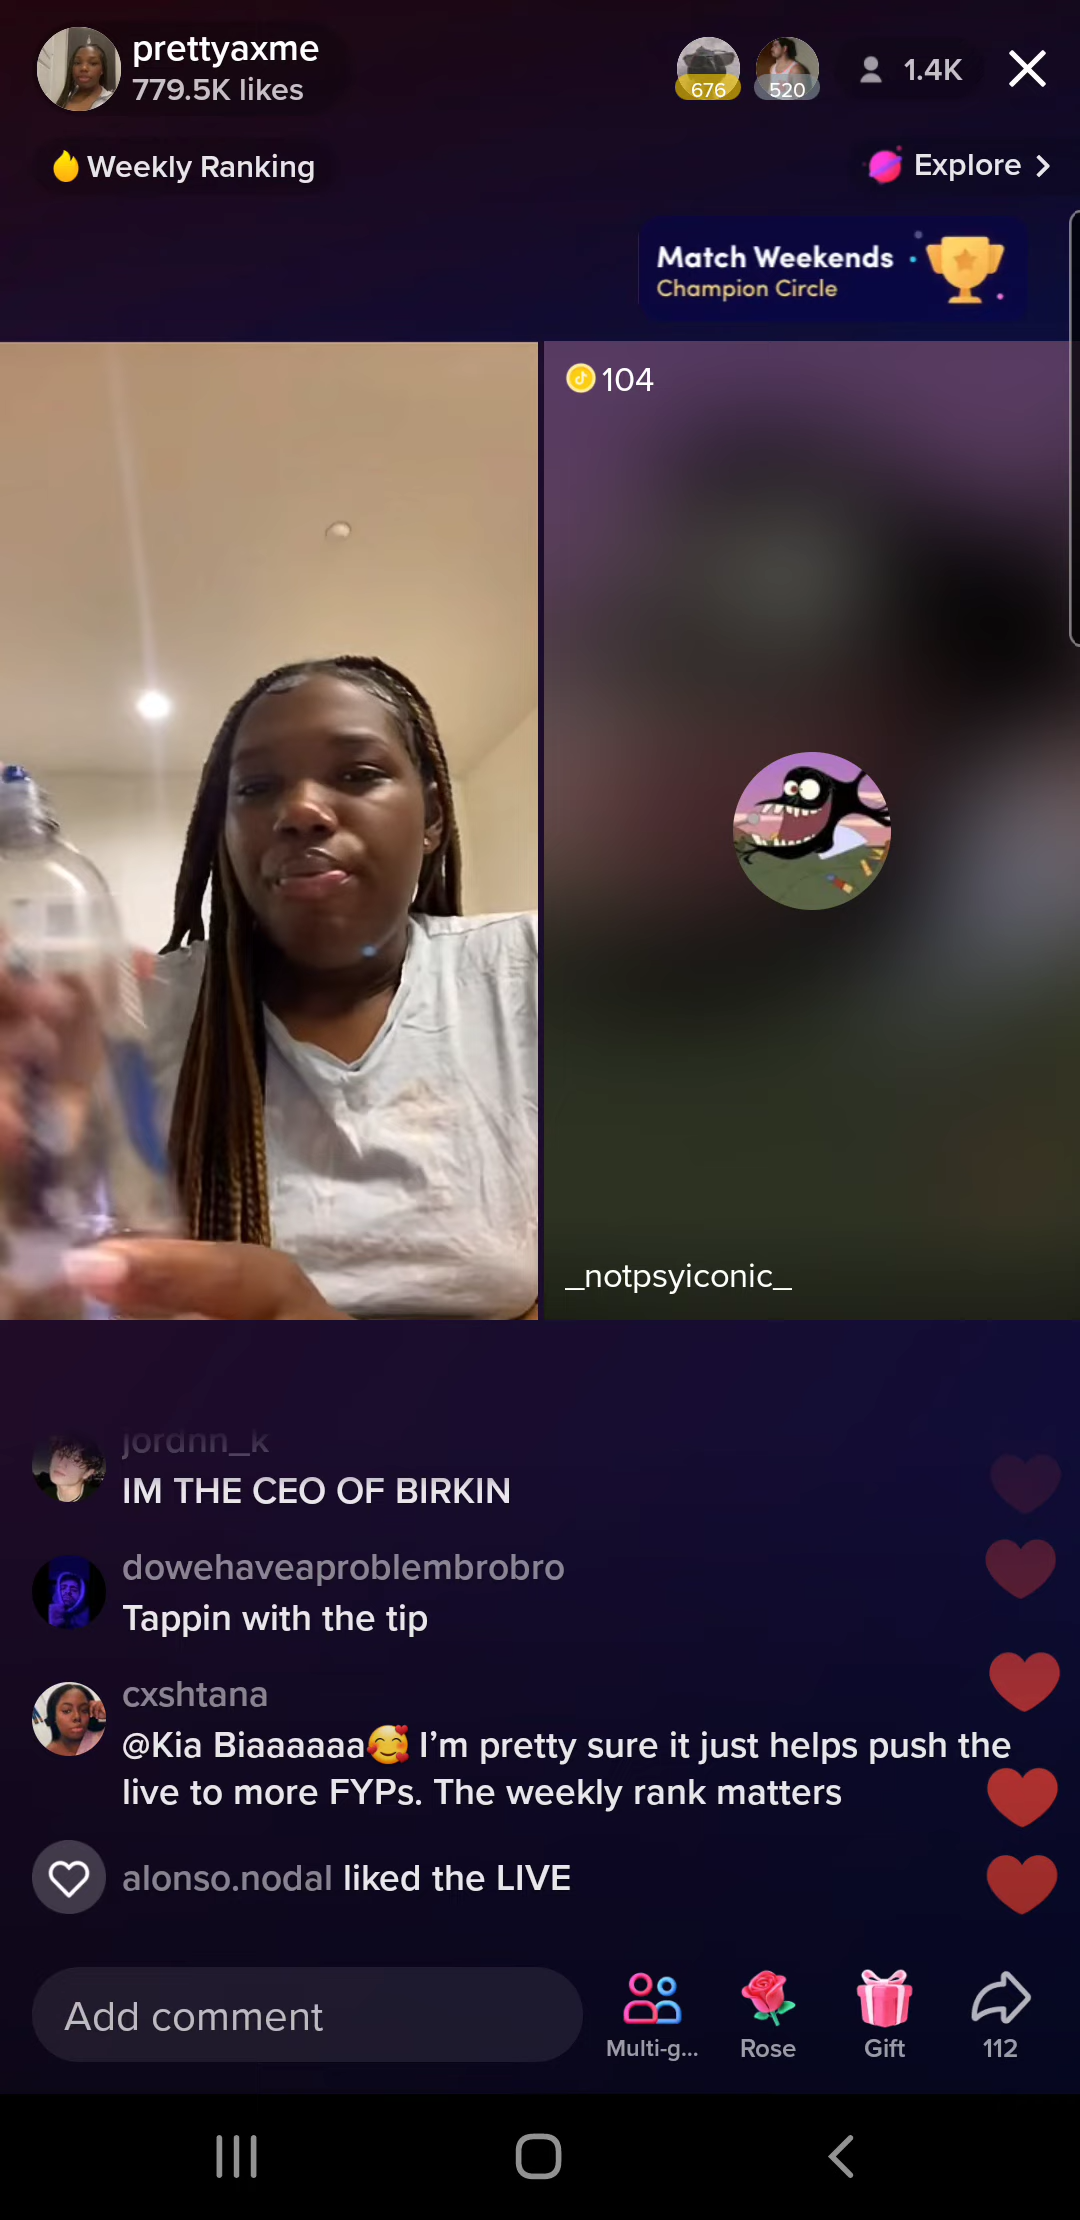 prettyaxme
779.5K likes
676
520
1.4K
Weekly Ranking
Explore
Match Weekends
Champion Circle
104
_notpsyiconic_
jordnn_k
IM THE CEO OF BIRKIN
dowehaveaproblembrobro
Tappin with the tip
cxshtana
@Kia Biaaaaaa🥰 I’m pretty sure it just helps push the
live to more FYPs. The weekly rank matters
alonso.nodal liked the LIVE
Add comment
Multi-g...
Rose
Gift
112